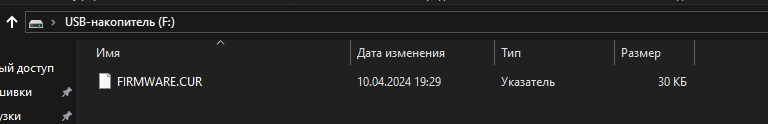 USB-накопитель (F:)
Имя Дата изменения Тип Размер
ый доступ
FIRMWARE.CUR 10.04.2024 19:29 Указатель 30 КБ
шивки
узки